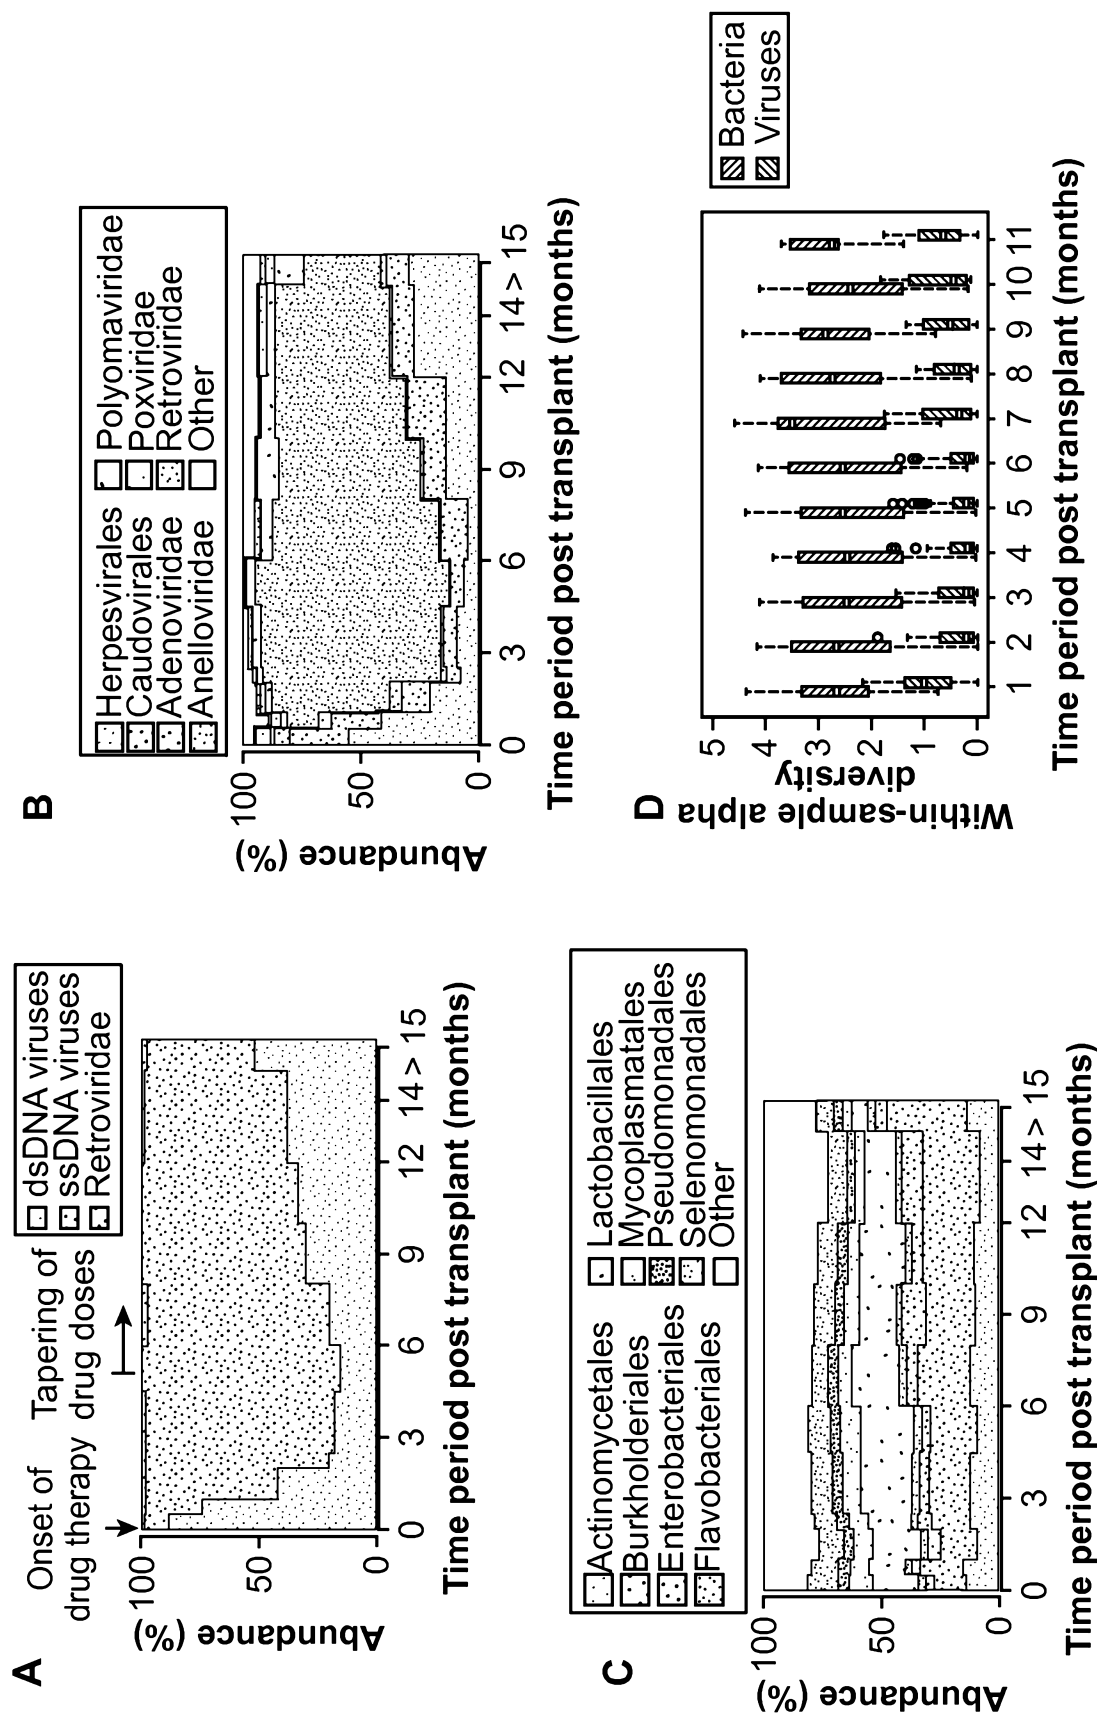 A
Onset of
drug therapy
Tapering of
drug doses
dsDNA viruses
ssDNA viruses
Retroviridae
Abundance (%)
100
50
0
0 3 6 9 12 14 > 15
Time period post transplant (months)
B
Herpesvirales
Caudovirales
Adenoviridae
Anelloviridae
Polyomaviridae
Poxviridae
Retroviridae
Other
Abundance (%)
100
50
0
0 3 6 9 12 14 > 15
Time period post transplant (months)
C
Actinomycetales
Burkholderiales
Enterobacteriales
Flavobacteriales
Lactobacillales
Mycoplasmatales
Pseudomonadales
Selenomonadales
Other
Abundance (%)
100
50
0
0 3 6 9 12 14 > 15
Time period post transplant (months)
D
Bacteria
Viruses
Within-sample alpha
diversity
5
4
3
2
1
0
1 2 3 4 5 6 7 8 9 10 11
Time period post transplant (months)